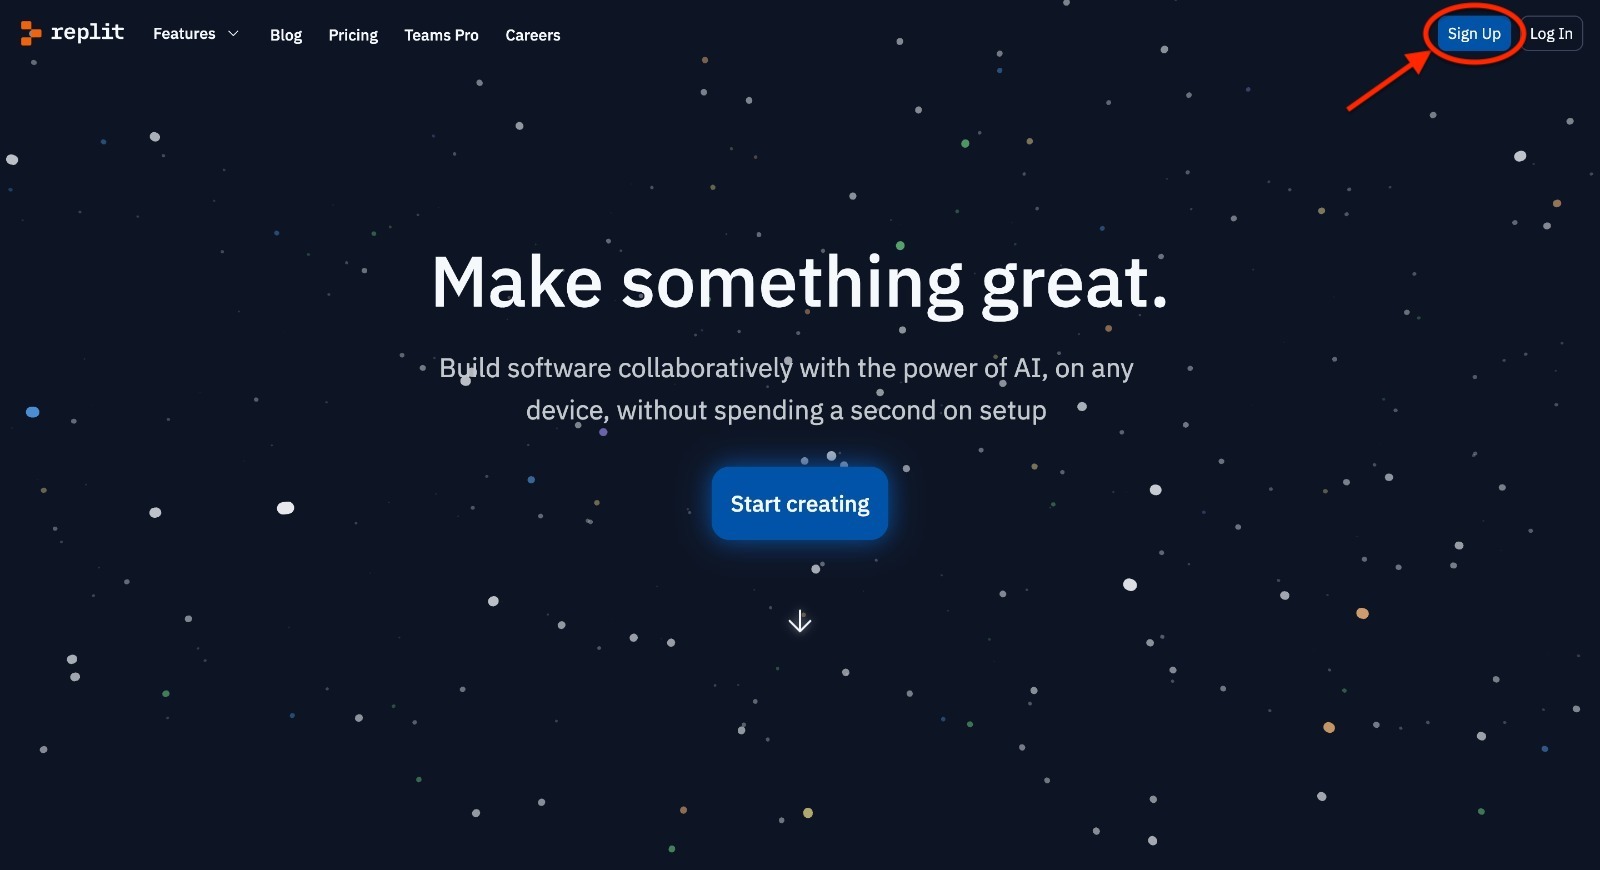 replit
Features
Blog
Pricing
Teams Pro
Careers
Sign Up
Log In
Make something great.
Build software collaboratively with the power of AI, on any
device, without spending a second on setup
Start creating